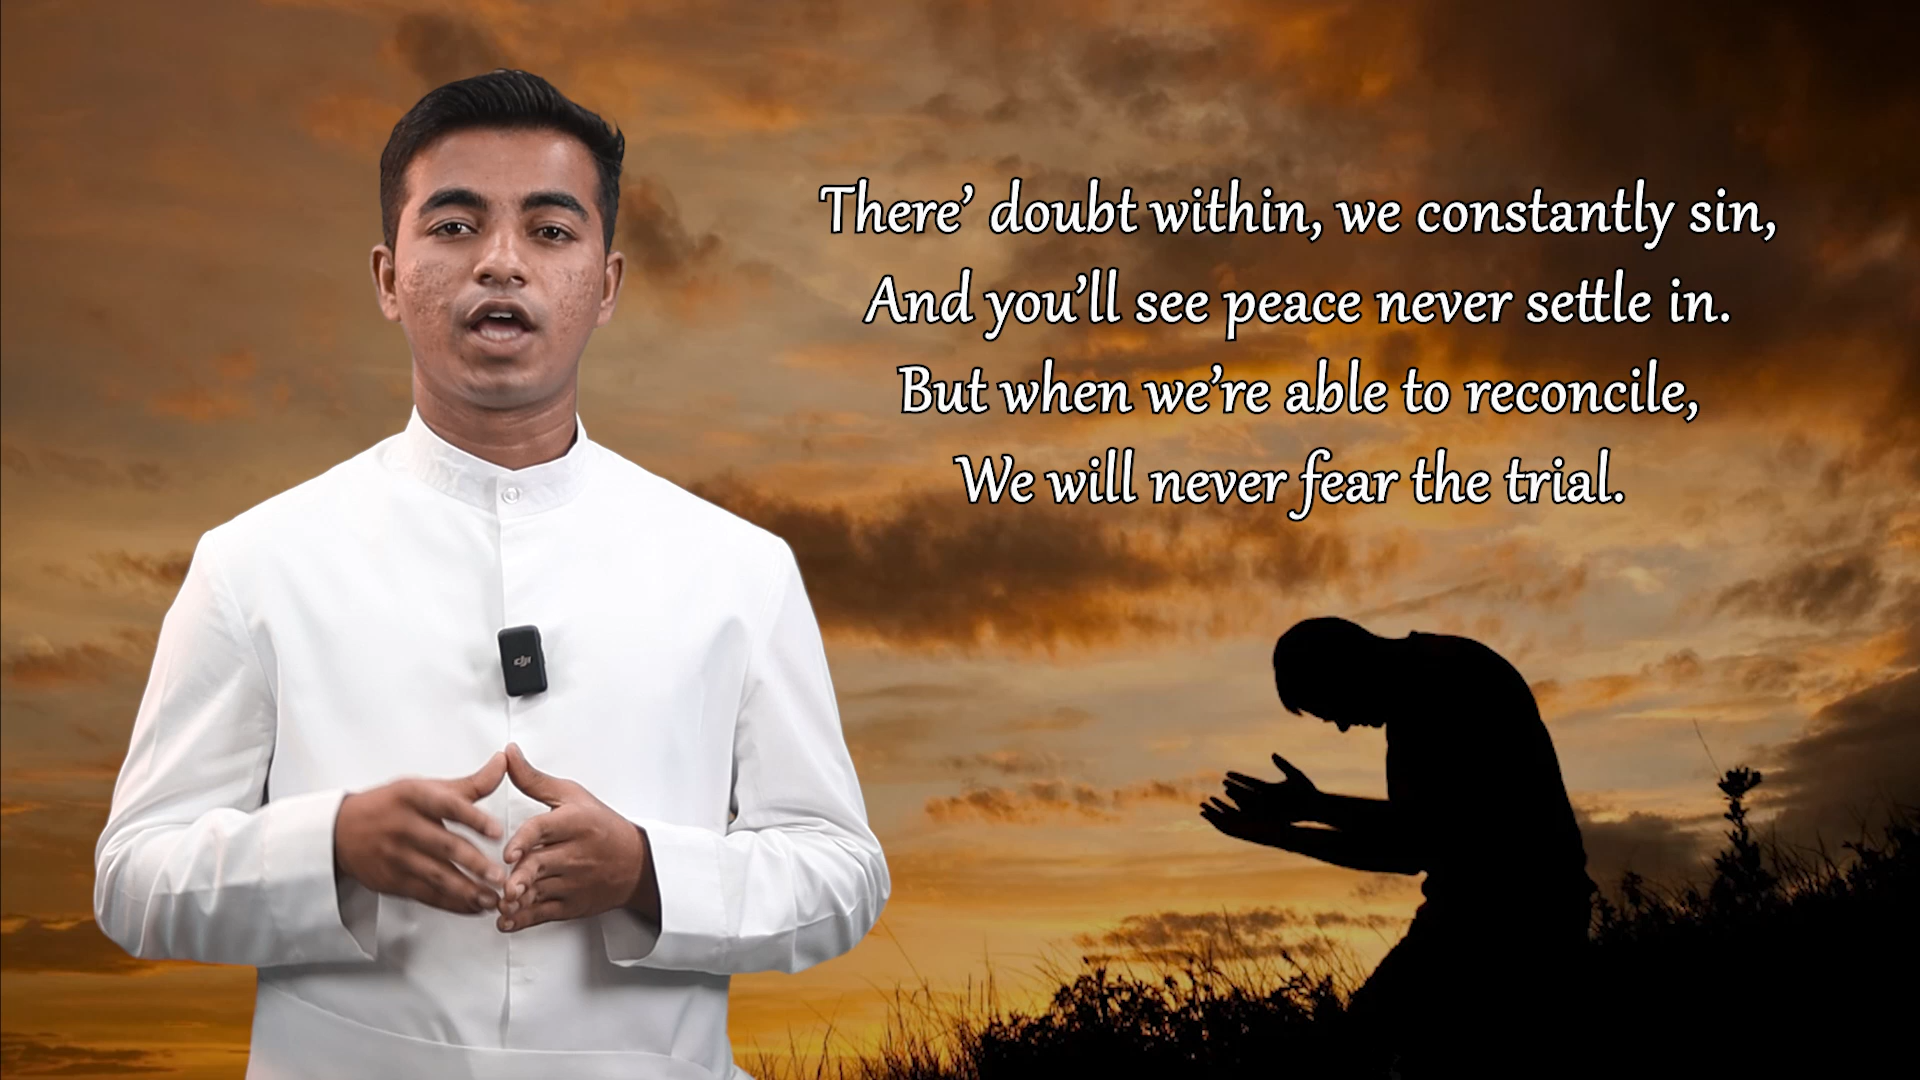 There’ doubt within, we constantly sin,
And you’ll see peace never settle in.
But when we’re able to reconcile,
We will never fear the trial.
dji